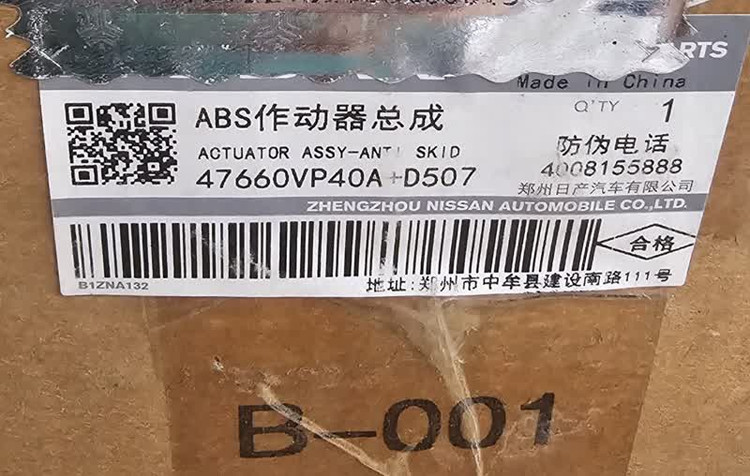 PARTS
Made in China
ABS作动器总成
Q'TY 1
ACTUATOR ASSY-ANTI SKID
防伪电话
47660VP40A+D507
4008155888
郑州日产汽车有限公司
ZHENGZHOU NISSAN AUTOMOBILE CO.,LTD.
合格
B1ZNA132
地址:郑州市中牟县建设南路111号
B-001